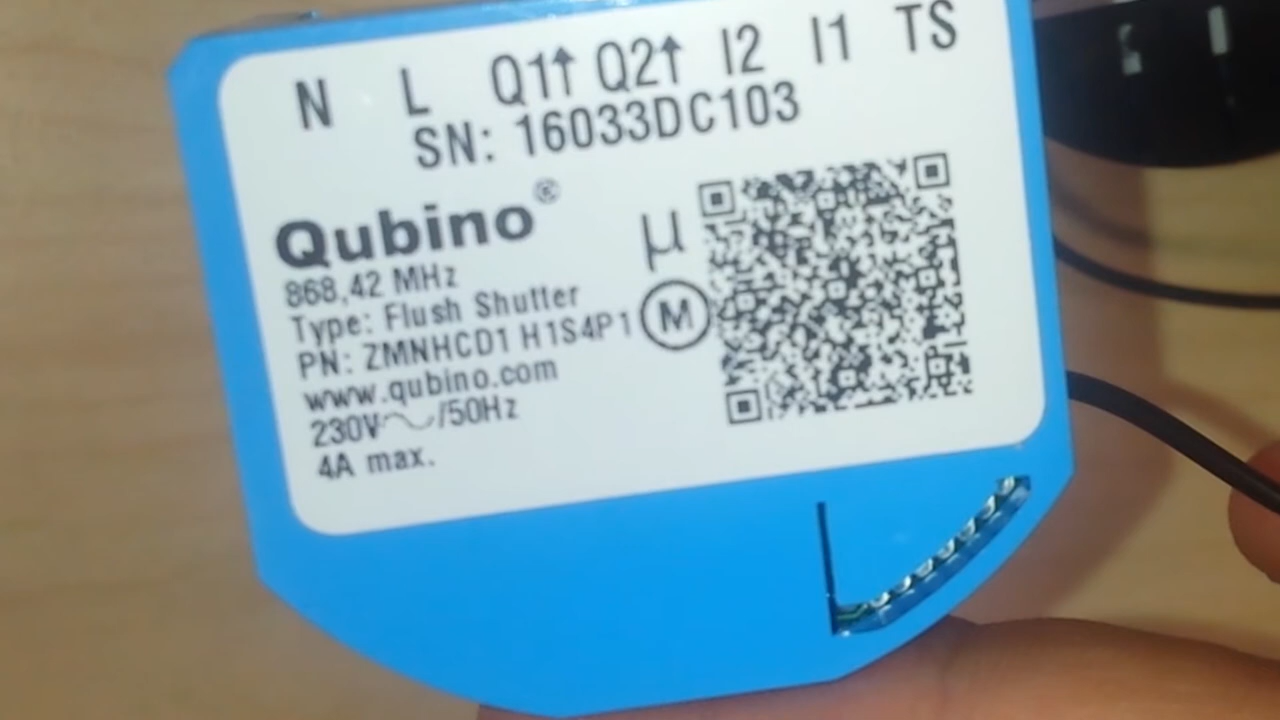 N L Q1↑ Q2↑ I2 I1 TS
SN: 16033DC103
Qubino®
µ
868,42 MHz
Type: Flush Shutter
PN: ZMNHCD1 H1S4P1 Ⓜ
www.qubino.com
230V~/50Hz
4A max.